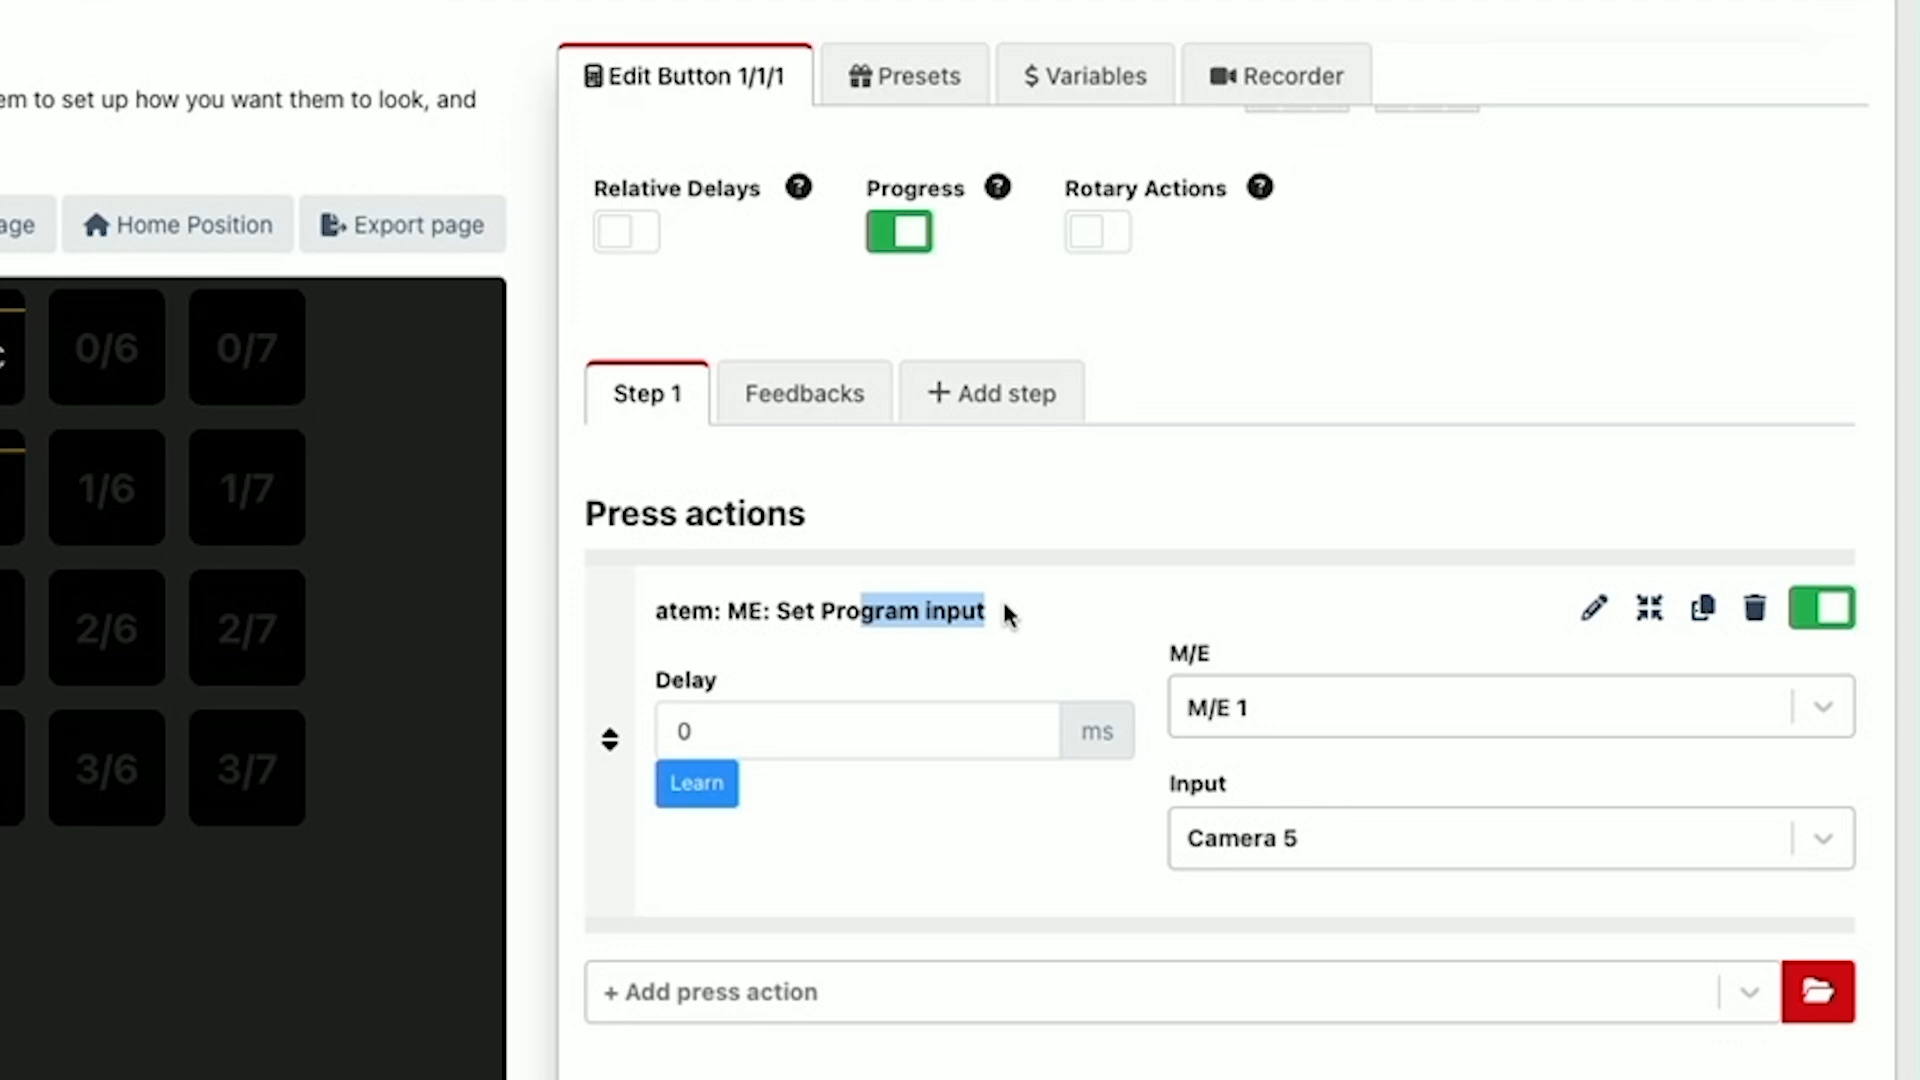 Edit Button 1/1/1
Presets
$ Variables
Recorder
em to set up how you want them to look, and
Relative Delays
Progress
Rotary Actions
age
Home Position
Export page
0/6
0/7
Step 1
Feedbacks
+ Add step
1/6
1/7
Press actions
atem: ME: Set Program input
2/6
2/7
M/E
Delay
M/E 1
0
ms
3/6
3/7
Learn
Input
Camera 5
+ Add press action